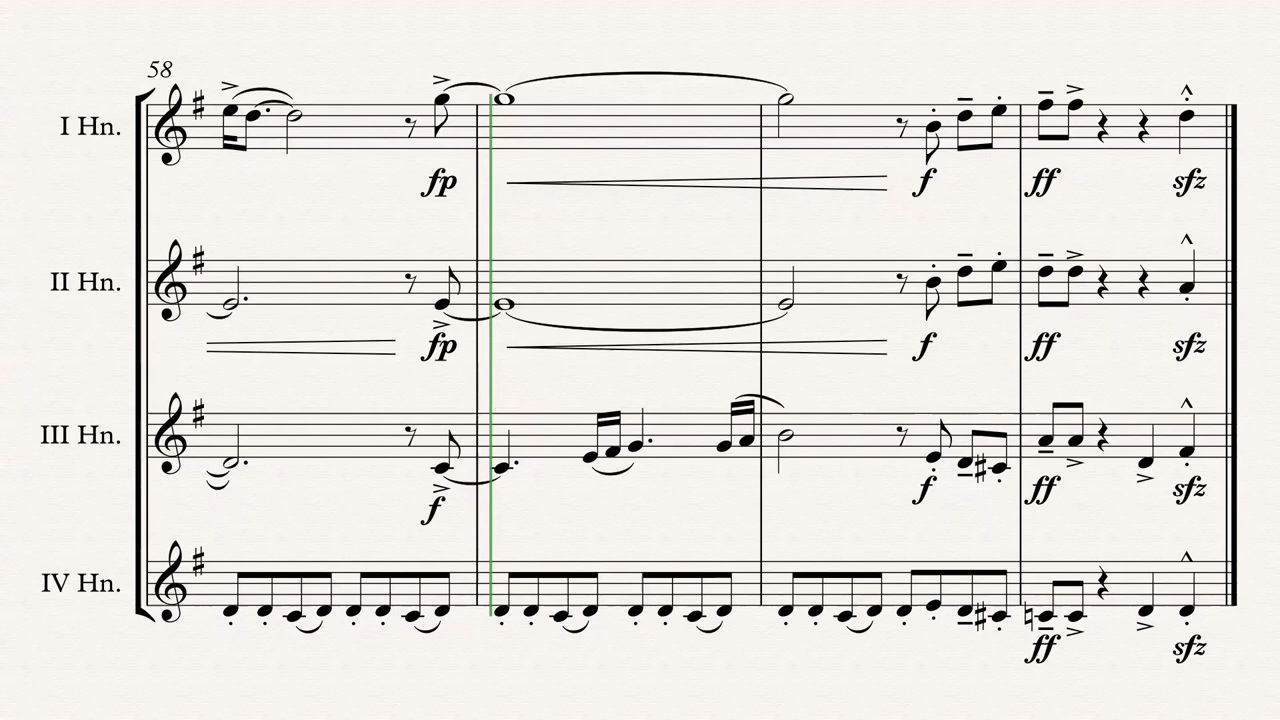 58
I Hn.
fp f ff sfz
II Hn.
fp f ff sfz
III Hn.
f f ff sfz
IV Hn.
ff sfz